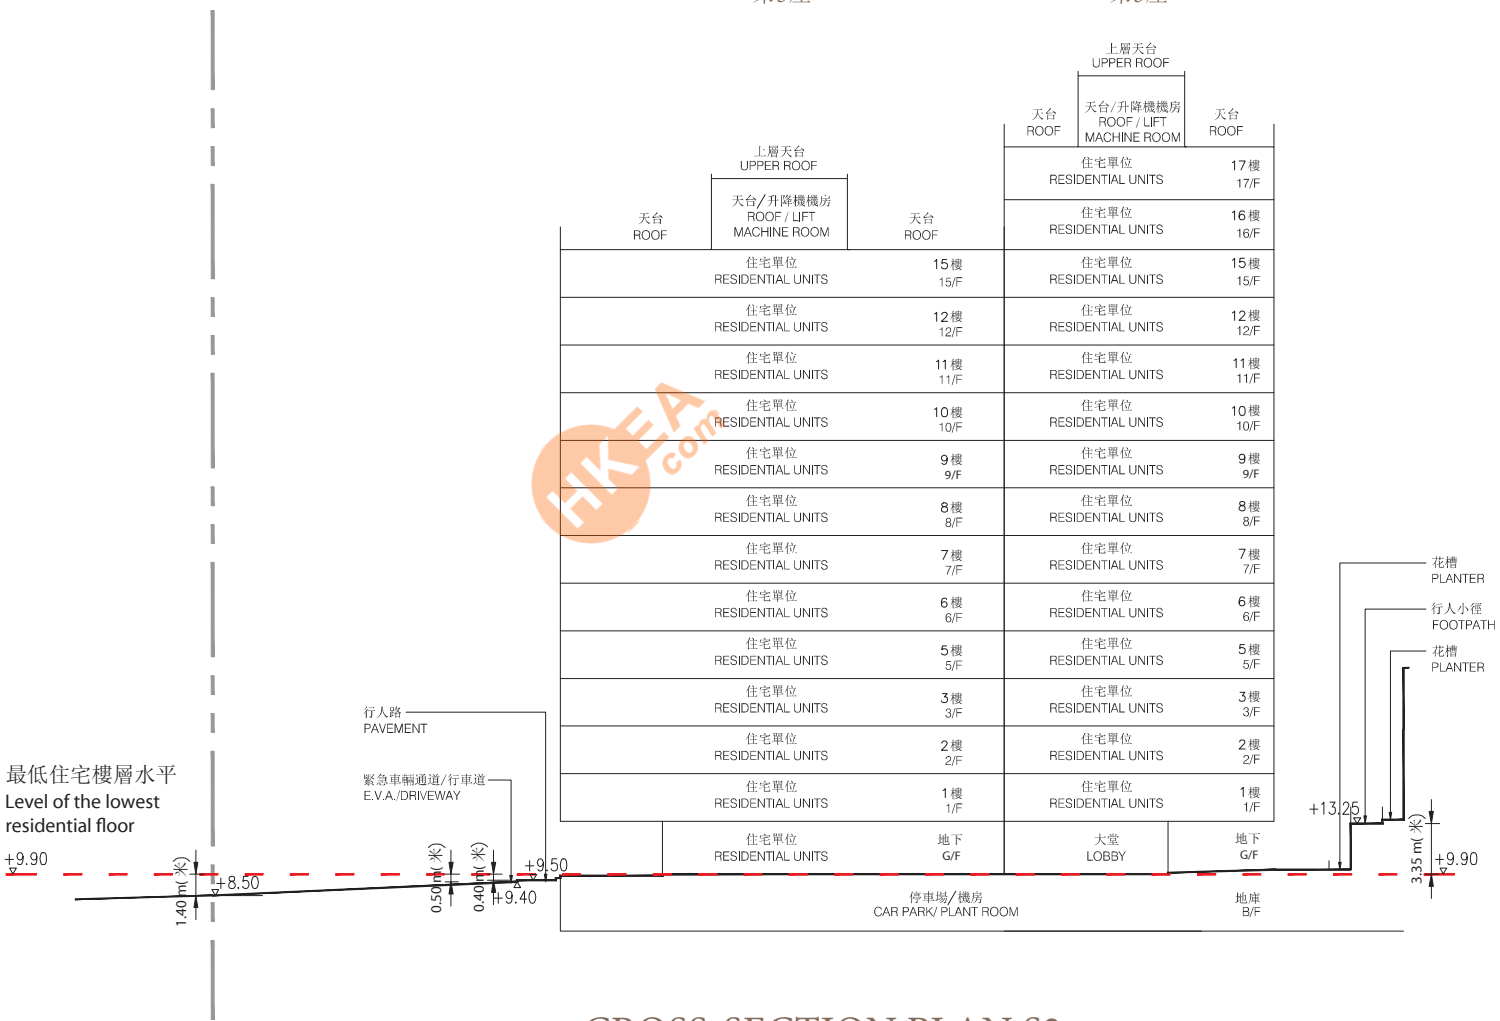 上層天台
UPPER ROOF
天台
ROOF
天台/升降機機房
ROOF / LIFT
MACHINE ROOM
天台
ROOF
住宅單位
RESIDENTIAL UNITS
17樓
17/F
住宅單位
RESIDENTIAL UNITS
16樓
16/F
上層天台
UPPER ROOF
天台
ROOF
天台/升降機機房
ROOF / LIFT
MACHINE ROOM
天台
ROOF
住宅單位
RESIDENTIAL UNITS
15樓
15/F
住宅單位
RESIDENTIAL UNITS
15樓
15/F
住宅單位
RESIDENTIAL UNITS
12樓
12/F
住宅單位
RESIDENTIAL UNITS
12樓
12/F
住宅單位
RESIDENTIAL UNITS
11樓
11/F
住宅單位
RESIDENTIAL UNITS
11樓
11/F
住宅單位
RESIDENTIAL UNITS
10樓
10/F
住宅單位
RESIDENTIAL UNITS
10樓
10/F
住宅單位
RESIDENTIAL UNITS
9樓
9/F
住宅單位
RESIDENTIAL UNITS
9樓
9/F
住宅單位
RESIDENTIAL UNITS
8樓
8/F
住宅單位
RESIDENTIAL UNITS
8樓
8/F
住宅單位
RESIDENTIAL UNITS
7樓
7/F
住宅單位
RESIDENTIAL UNITS
7樓
7/F
住宅單位
RESIDENTIAL UNITS
6樓
6/F
住宅單位
RESIDENTIAL UNITS
6樓
6/F
住宅單位
RESIDENTIAL UNITS
5樓
5/F
住宅單位
RESIDENTIAL UNITS
5樓
5/F
住宅單位
RESIDENTIAL UNITS
3樓
3/F
住宅單位
RESIDENTIAL UNITS
3樓
3/F
住宅單位
RESIDENTIAL UNITS
2樓
2/F
住宅單位
RESIDENTIAL UNITS
2樓
2/F
住宅單位
RESIDENTIAL UNITS
1樓
1/F
住宅單位
RESIDENTIAL UNITS
1樓
1/F
住宅單位
RESIDENTIAL UNITS
地下
G/F
大堂
LOBBY
地下
G/F
停車場/機房
CAR PARK/ PLANT ROOM
地庫
B/F
HKEA
com
花槽
PLANTER
行人小徑
FOOTPATH
花槽
PLANTER
行人路
PAVEMENT
緊急車輛通道/行車道
E.V.A./DRIVEWAY
最低住宅樓層水平
Level of the lowest
residential floor
+9.90
1.40 m( 米)
+8.50
0.50 m( 米)
0.40 m( 米)
+9.50
+9.40
+13.25
3.35 m( 米)
+9.90